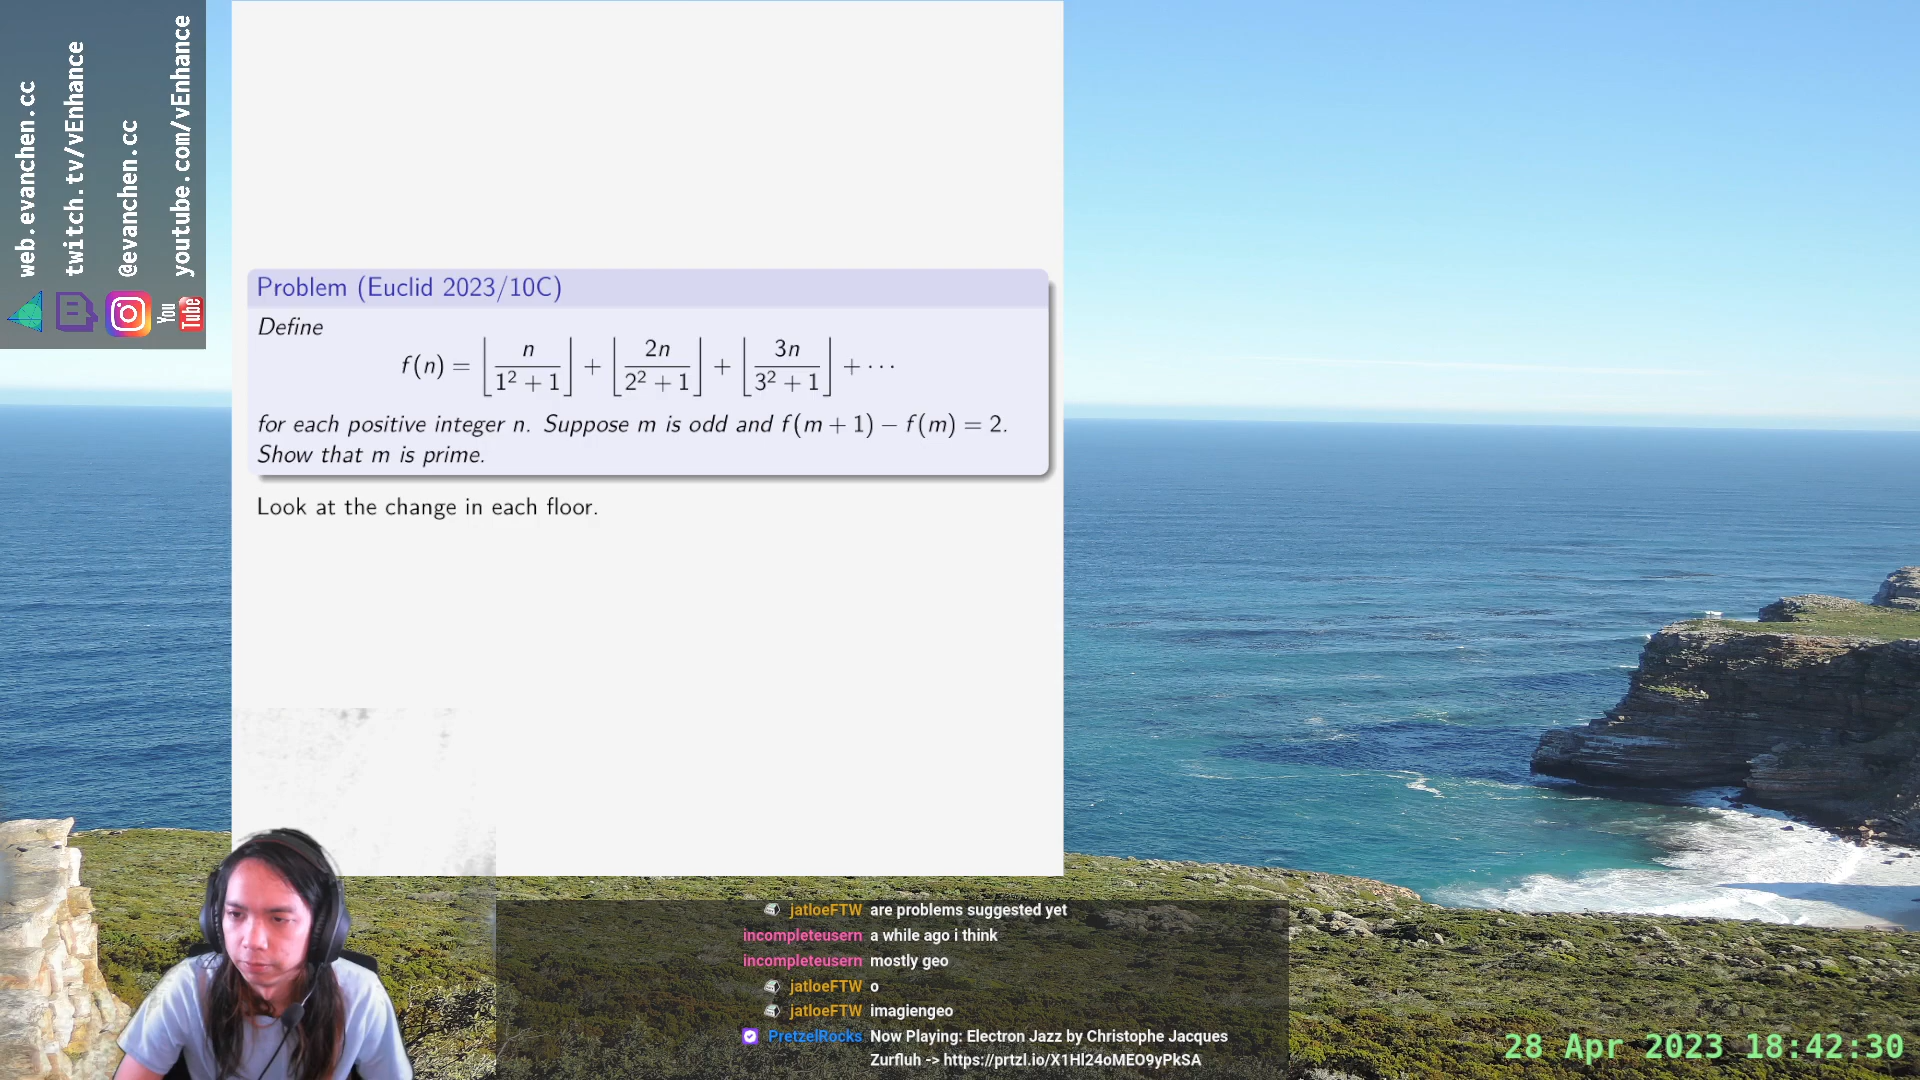 web.evanchen.cc
twitch.tv/vEnhance
@evanchen.cc
youtube.com/vEnhance
You
Tube
Problem (Euclid 2023/10C)
Define
f(n) = ⌊n/(1² + 1)⌋ + ⌊2n/(2² + 1)⌋ + ⌊3n/(3² + 1)⌋ + ···
for each positive integer n. Suppose m is odd and f(m + 1) − f(m) = 2.
Show that m is prime.
Look at the change in each floor.
jatloeFTW are problems suggested yet
incompleteusern a while ago i think
incompleteusern mostly geo
jatloeFTW o
jatloeFTW imagiengeo
PretzelRocks Now Playing: Electron Jazz by Christophe Jacques
Zurfluh -> https://prtzl.io/X1Hl24oMEO9yPkSA
28 Apr 2023 18:42:30